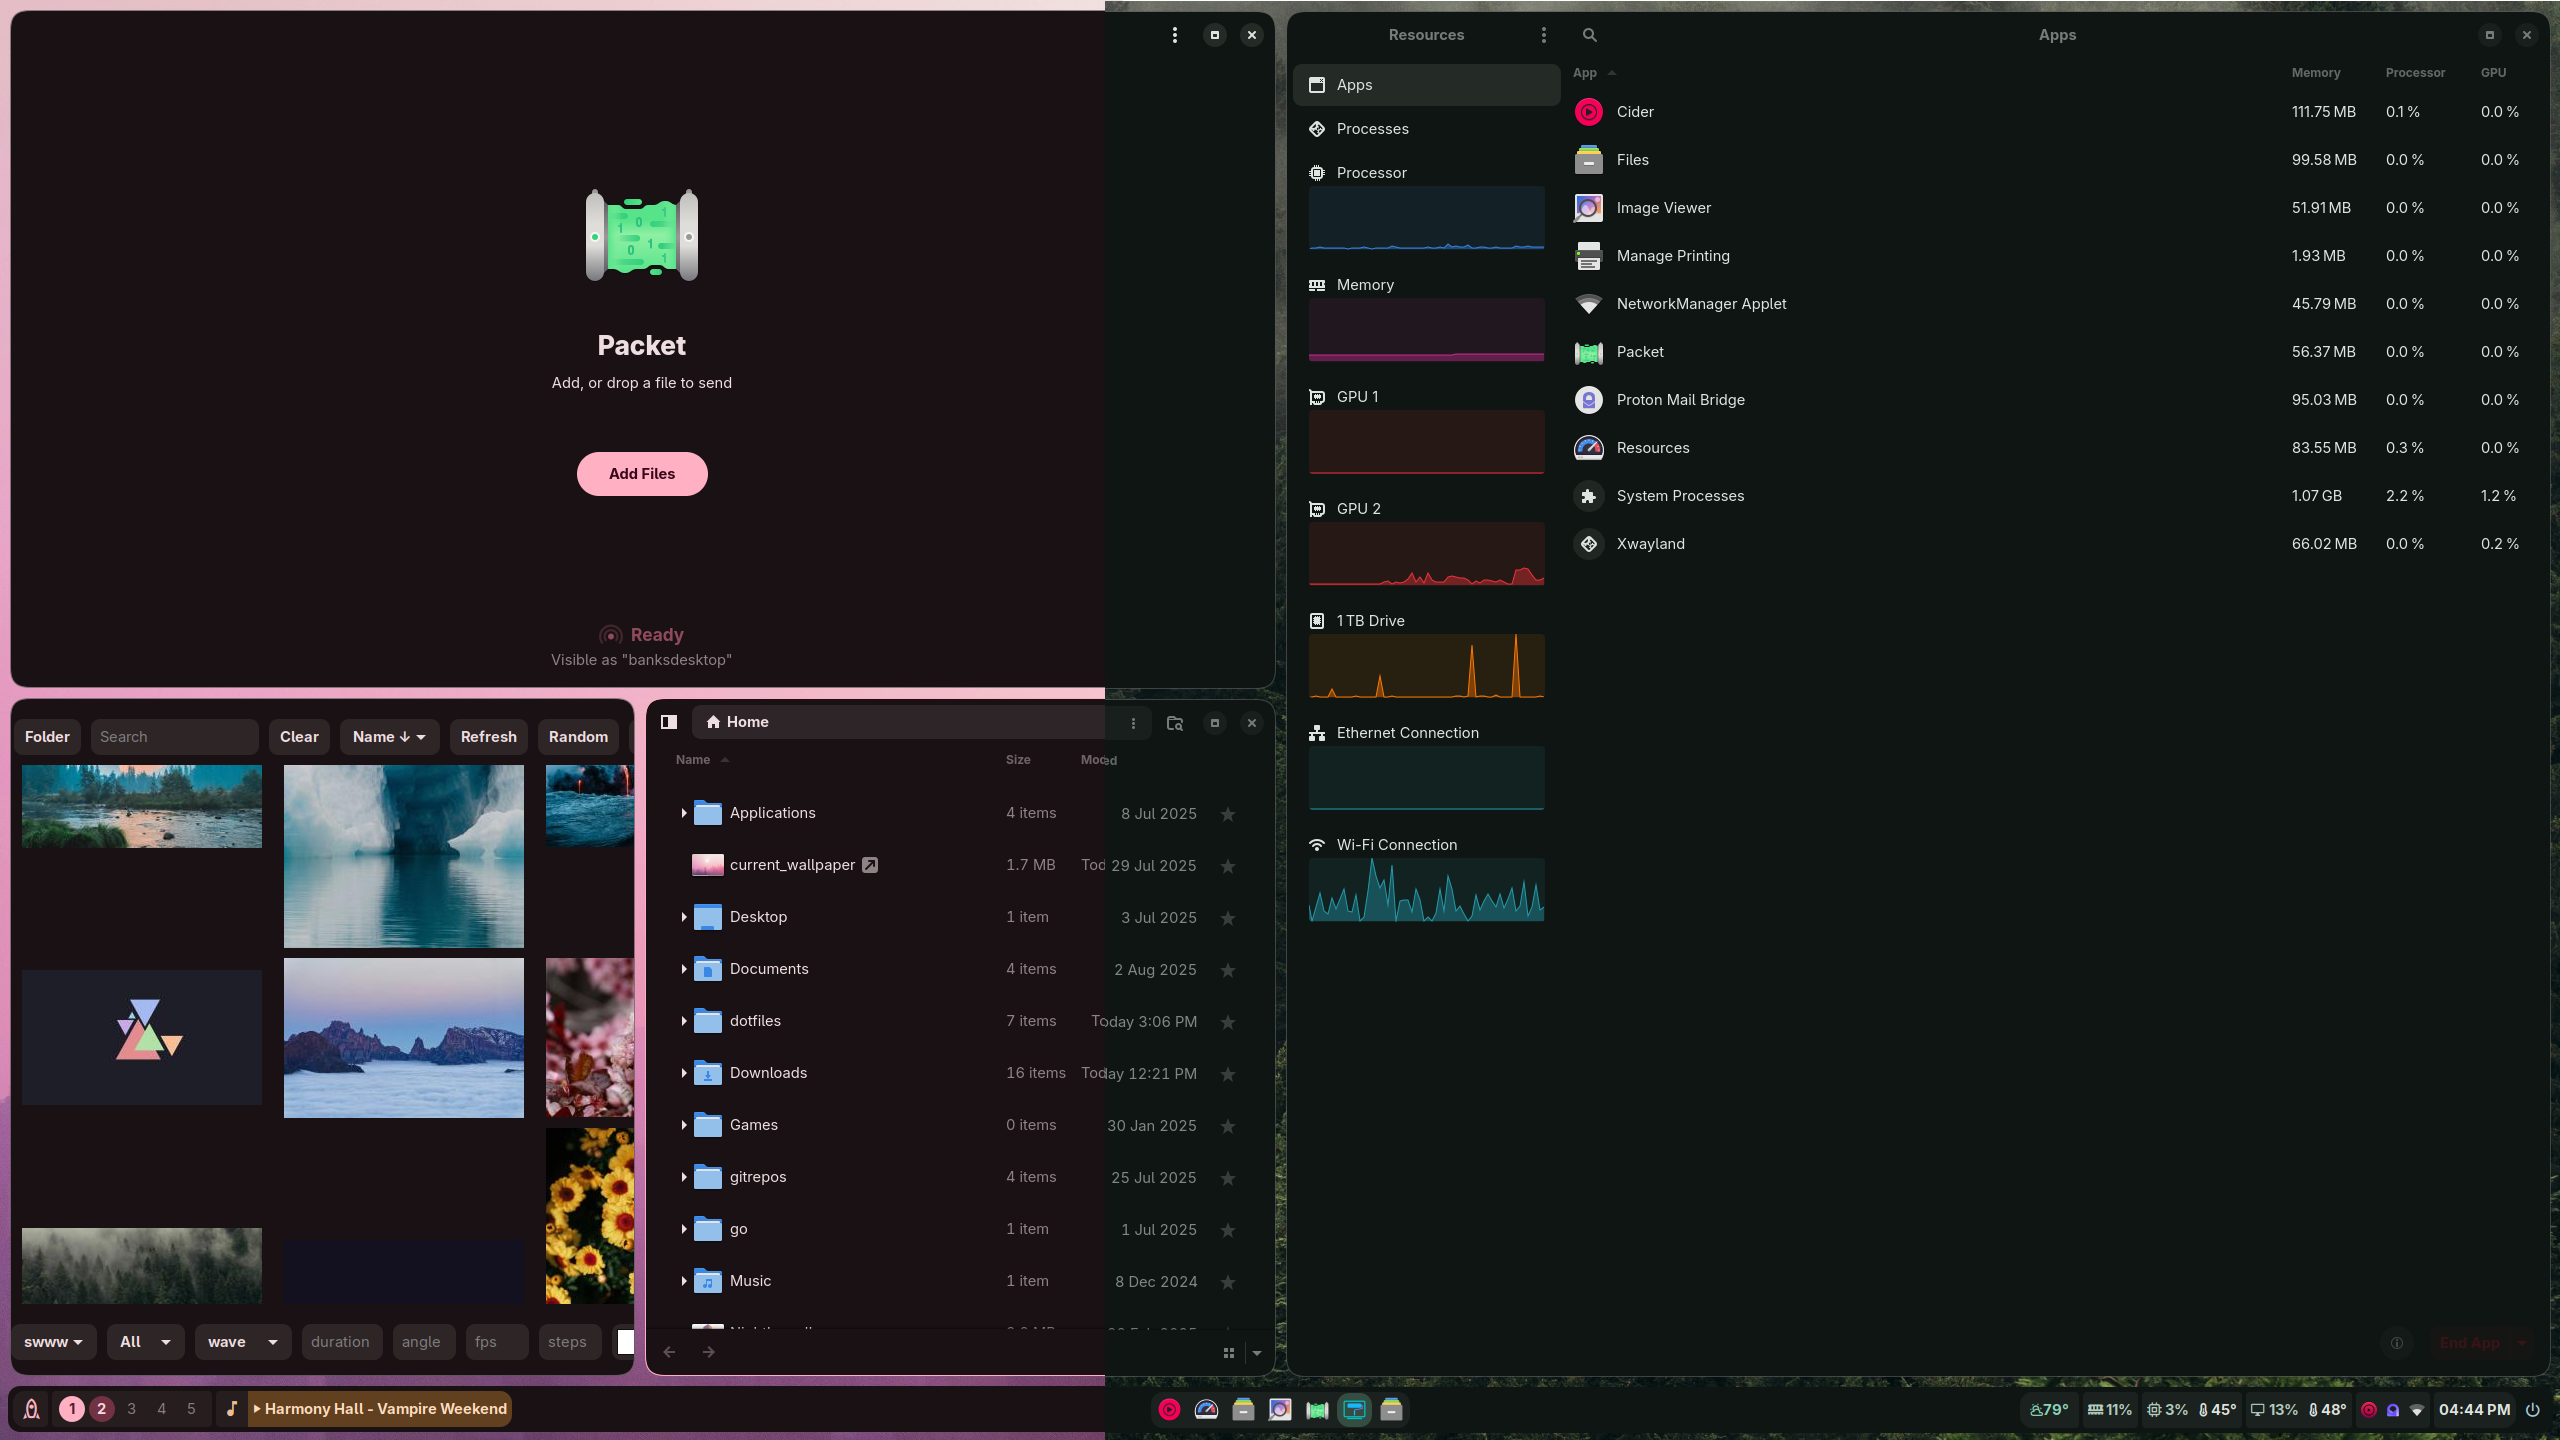 Packet
Add, or drop a file to send
Add Files
Ready
Visible as "banksdesktop"
Folder
Search
Clear
Name
Refresh
Random
swww
All
wave
duration
angle
fps
steps
Home
Name Size Moced
Applications 4 items 8 Jul 2025
current_wallpaper 1.7 MB Tod 29 Jul 2025
Desktop 1 item 3 Jul 2025
Documents 4 items 2 Aug 2025
dotfiles 7 items Today 3:06 PM
Downloads 16 items Today 12:21 PM
Games 0 items 30 Jan 2025
gitrepos 4 items 25 Jul 2025
go 1 item 1 Jul 2025
Music 1 item 8 Dec 2024
Resources
Apps
Processes
Processor
Memory
GPU 1
GPU 2
1 TB Drive
Ethernet Connection
Wi-Fi Connection
Apps
App Memory Processor GPU
Cider 111.75 MB 0.1 % 0.0 %
Files 99.58 MB 0.0 % 0.0 %
Image Viewer 51.91 MB 0.0 % 0.0 %
Manage Printing 1.93 MB 0.0 % 0.0 %
NetworkManager Applet 45.79 MB 0.0 % 0.0 %
Packet 56.37 MB 0.0 % 0.0 %
Proton Mail Bridge 95.03 MB 0.0 % 0.0 %
Resources 83.55 MB 0.3 % 0.0 %
System Processes 1.07 GB 2.2 % 1.2 %
Xwayland 66.02 MB 0.0 % 0.2 %
End App
1 2 3 4 5
Harmony Hall - Vampire Weekend
79° 11% 3% 45° 13% 48° 04:44 PM